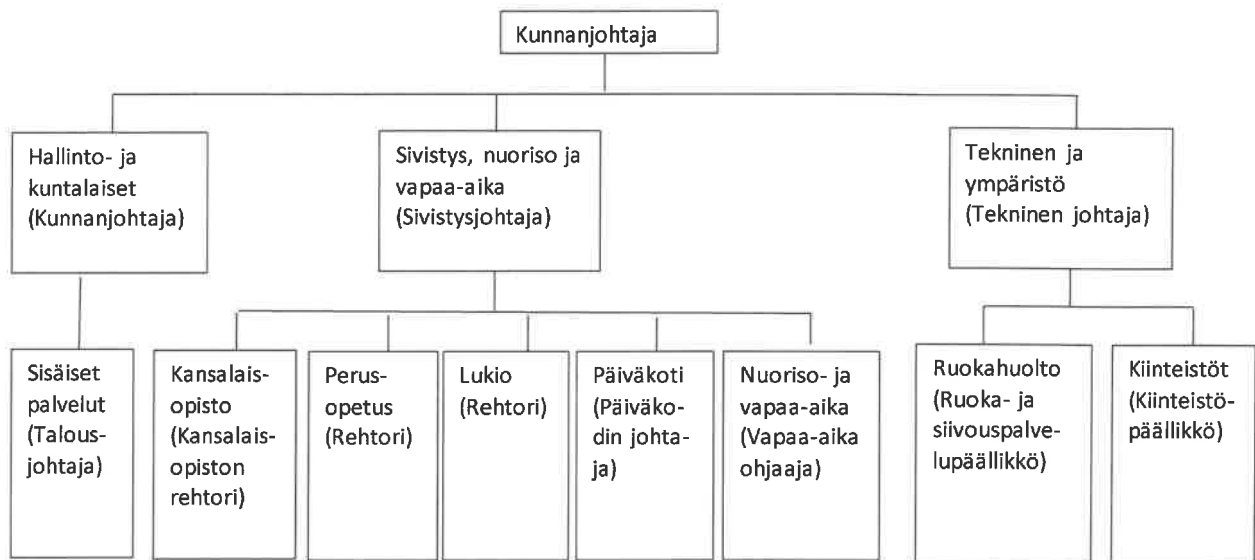 Kunnanjohtaja
Hallinto- ja
kuntalaiset
(Kunnanjohtaja)
Sivistys, nuoriso ja
vapaa-aika
(Sivistysjohtaja)
Tekninen ja
ympäristö
(Tekninen johtaja)
Sisäiset
palvelut
(Talous-
johtaja)
Kansalais-
opisto
(Kansalais-
opiston
rehtori)
Perus-
opetus
(Rehtori)
Lukio
(Rehtori)
Päiväkoti
(Päiväko-
din johta-
ja)
Nuoriso- ja
vapaa-aika
(Vapaa-aika
ohjaaja)
Ruokahuolto
(Ruoka- ja
siivouspalve-
lupäällikkö)
Kiinteistöt
(Kiinteistö-
päällikkö)